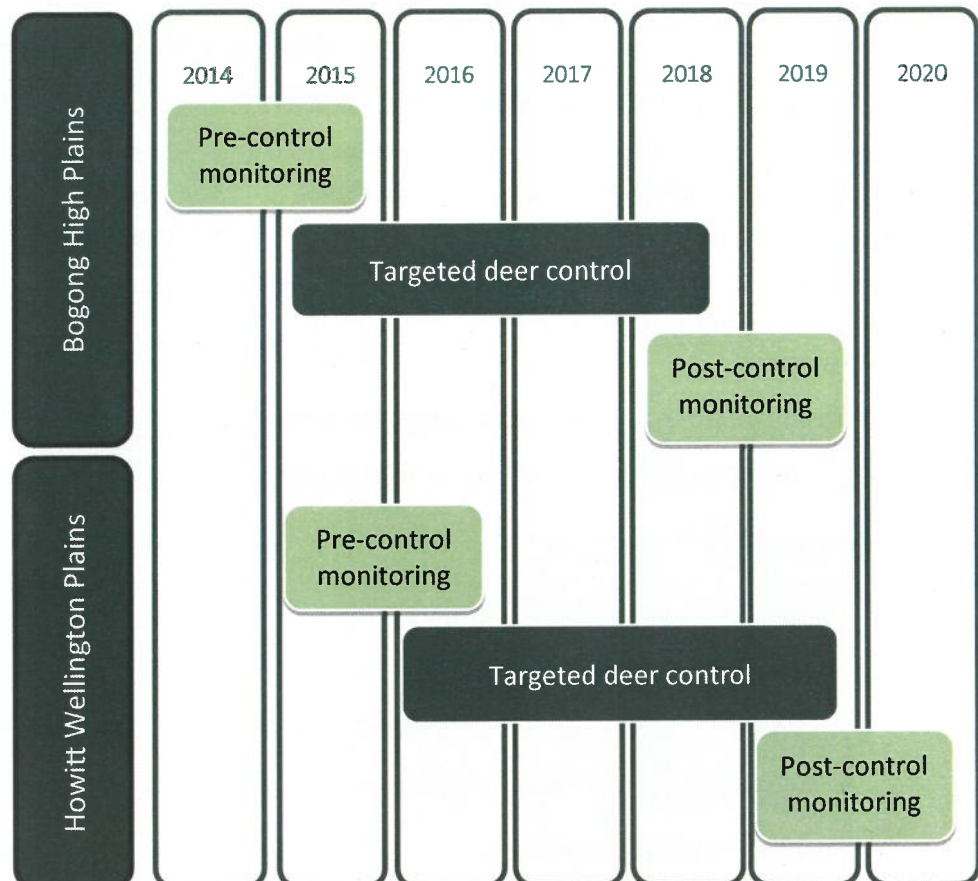 2014 2015 2016 2017 2018 2019 2020
Bogong High Plains
Pre-control
monitoring
Targeted deer control
Post-control
monitoring
Howitt Wellington Plains
Pre-control
monitoring
Targeted deer control
Post-control
monitoring